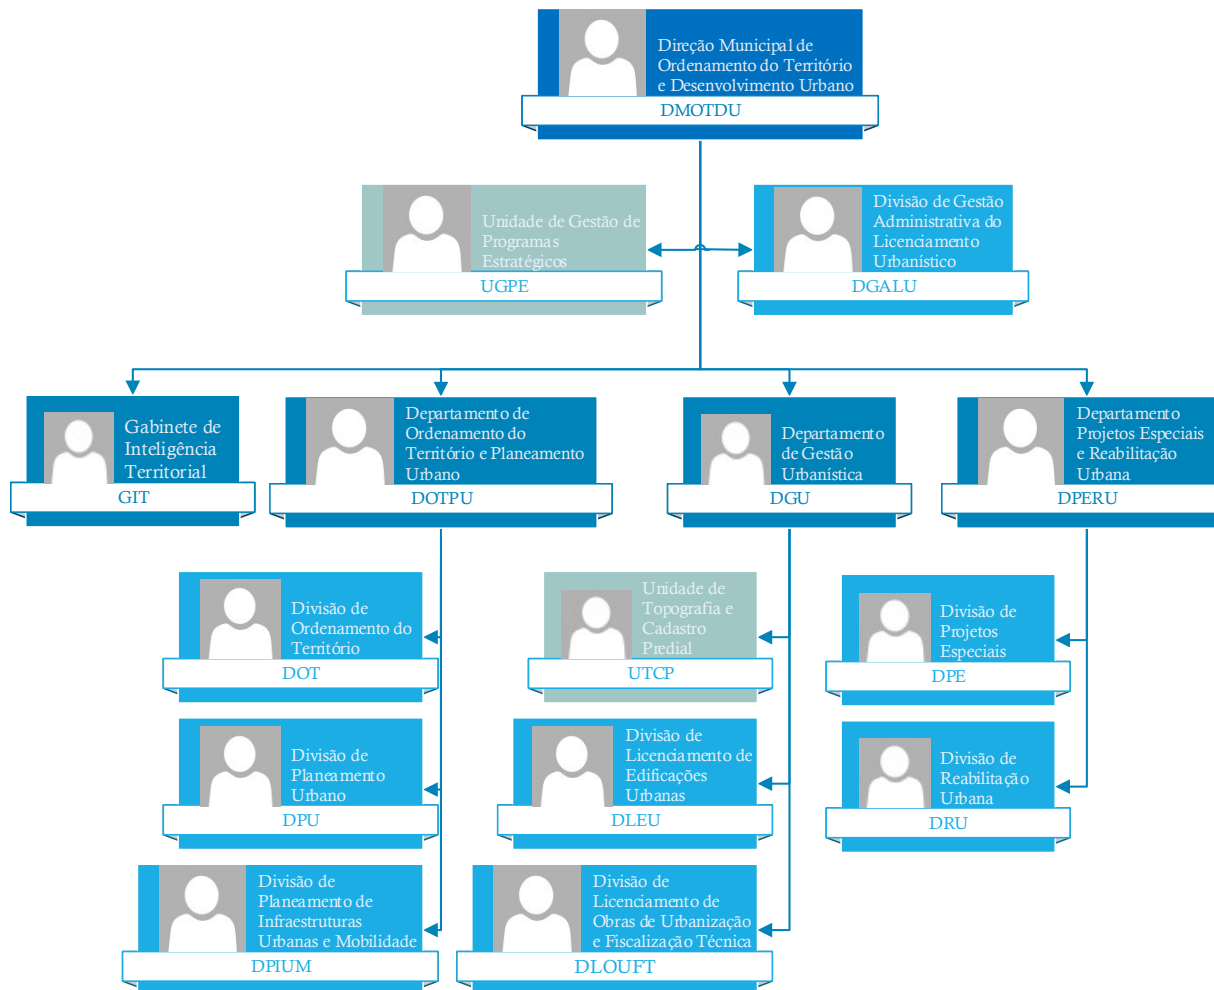 Direção Municipal de
Ordenamento do Território
e Desenvolvimento Urbano
DMOTDU
Unidade de Gestão de
Programas
Estratégicos
UGPE
Divisão de Gestão
Administrativa do
Licenciamento
Urbanístico
DGALU
Gabinete de
Inteligência
Territorial
GIT
Departamento de
Ordenamento do
Território e Planeamento
Urbano
DOTPU
Departamento
de Gestão
Urbanística
DGU
Departamento
Projetos Especiais
e Reabilitação
Urbana
DPERU
Divisão de
Ordenamento do
Território
DOT
Unidade de
Topografia e
Cadastro
Predial
UTCP
Divisão de
Projetos
Especiais
DPE
Divisão de
Planeamento
Urbano
DPU
Divisão de
Licenciamento de
Edificações
Urbanas
DLEU
Divisão de
Reabilitação
Urbana
DRU
Divisão de
Planeamento de
Infraestruturas
Urbanas e Mobilidade
DPIUM
Divisão de
Licenciamento de
Obras de Urbanização
e Fiscalização Técnica
DLOUFT